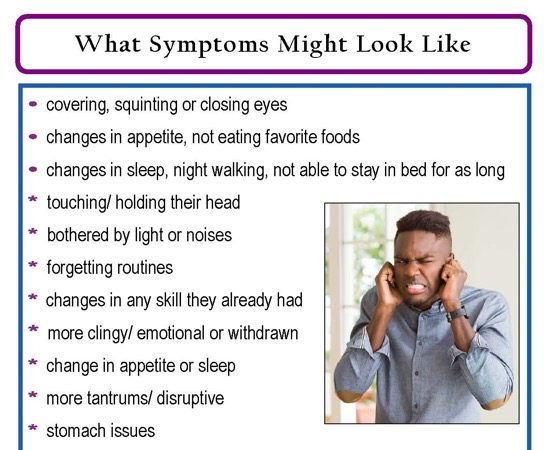 What Symptoms Might Look Like
• covering, squinting or closing eyes
• changes in appetite, not eating favorite foods
• changes in sleep, night walking, not able to stay in bed for as long
* touching/ holding their head
* bothered by light or noises
* forgetting routines
* changes in any skill they already had
* more clingy/ emotional or withdrawn
* change in appetite or sleep
* more tantrums/ disruptive
* stomach issues